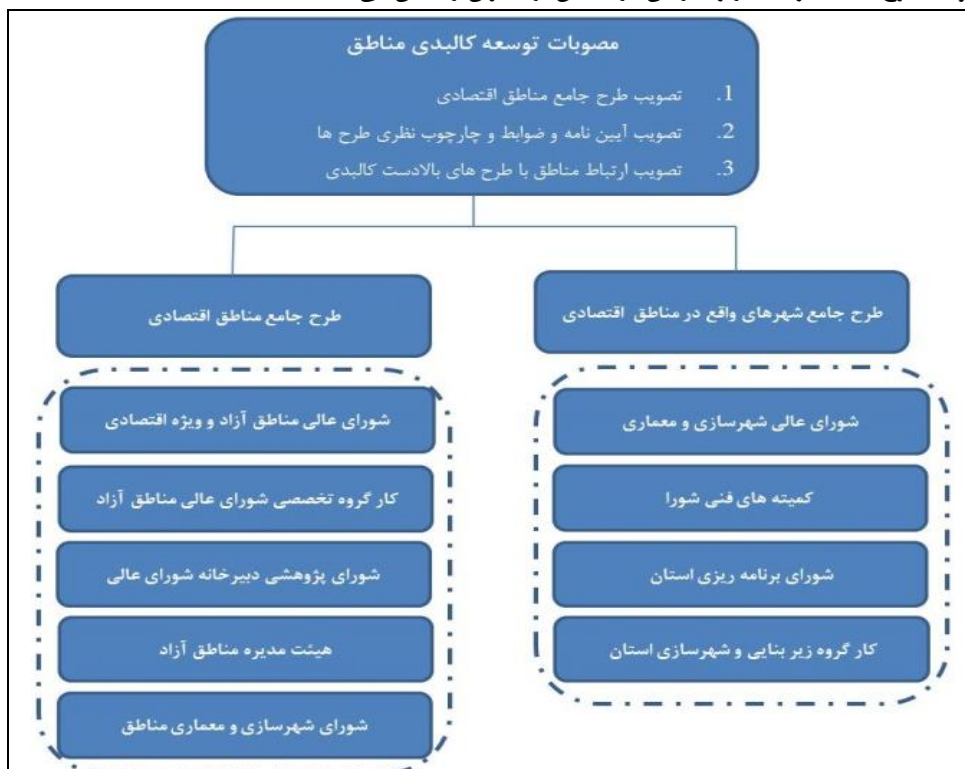 مصوبات توسعه کالبدی مناطق
1. تصویب طرح جامع مناطق اقتصادی
2. تصویب آیین نامه و ضوابط و چارچوب نظری طرح ها
3. تصویب ارتباط مناطق با طرح های بالادست کالبدی
طرح جامع شهرهای واقع در مناطق اقتصادی
شورای عالی شهرسازی و معماری
کمیته های فنی شورا
شورای برنامه ریزی استان
کار گروه زیر بنایی و شهرسازی استان
طرح جامع مناطق اقتصادی
شورای عالی مناطق آزاد و ویژه اقتصادی
کار گروه تخصصی شورای عالی مناطق آزاد
شورای پژوهشی دبیرخانه شورای عالی
هیئت مدیره مناطق آزاد
شورای شهرسازی و معماری مناطق